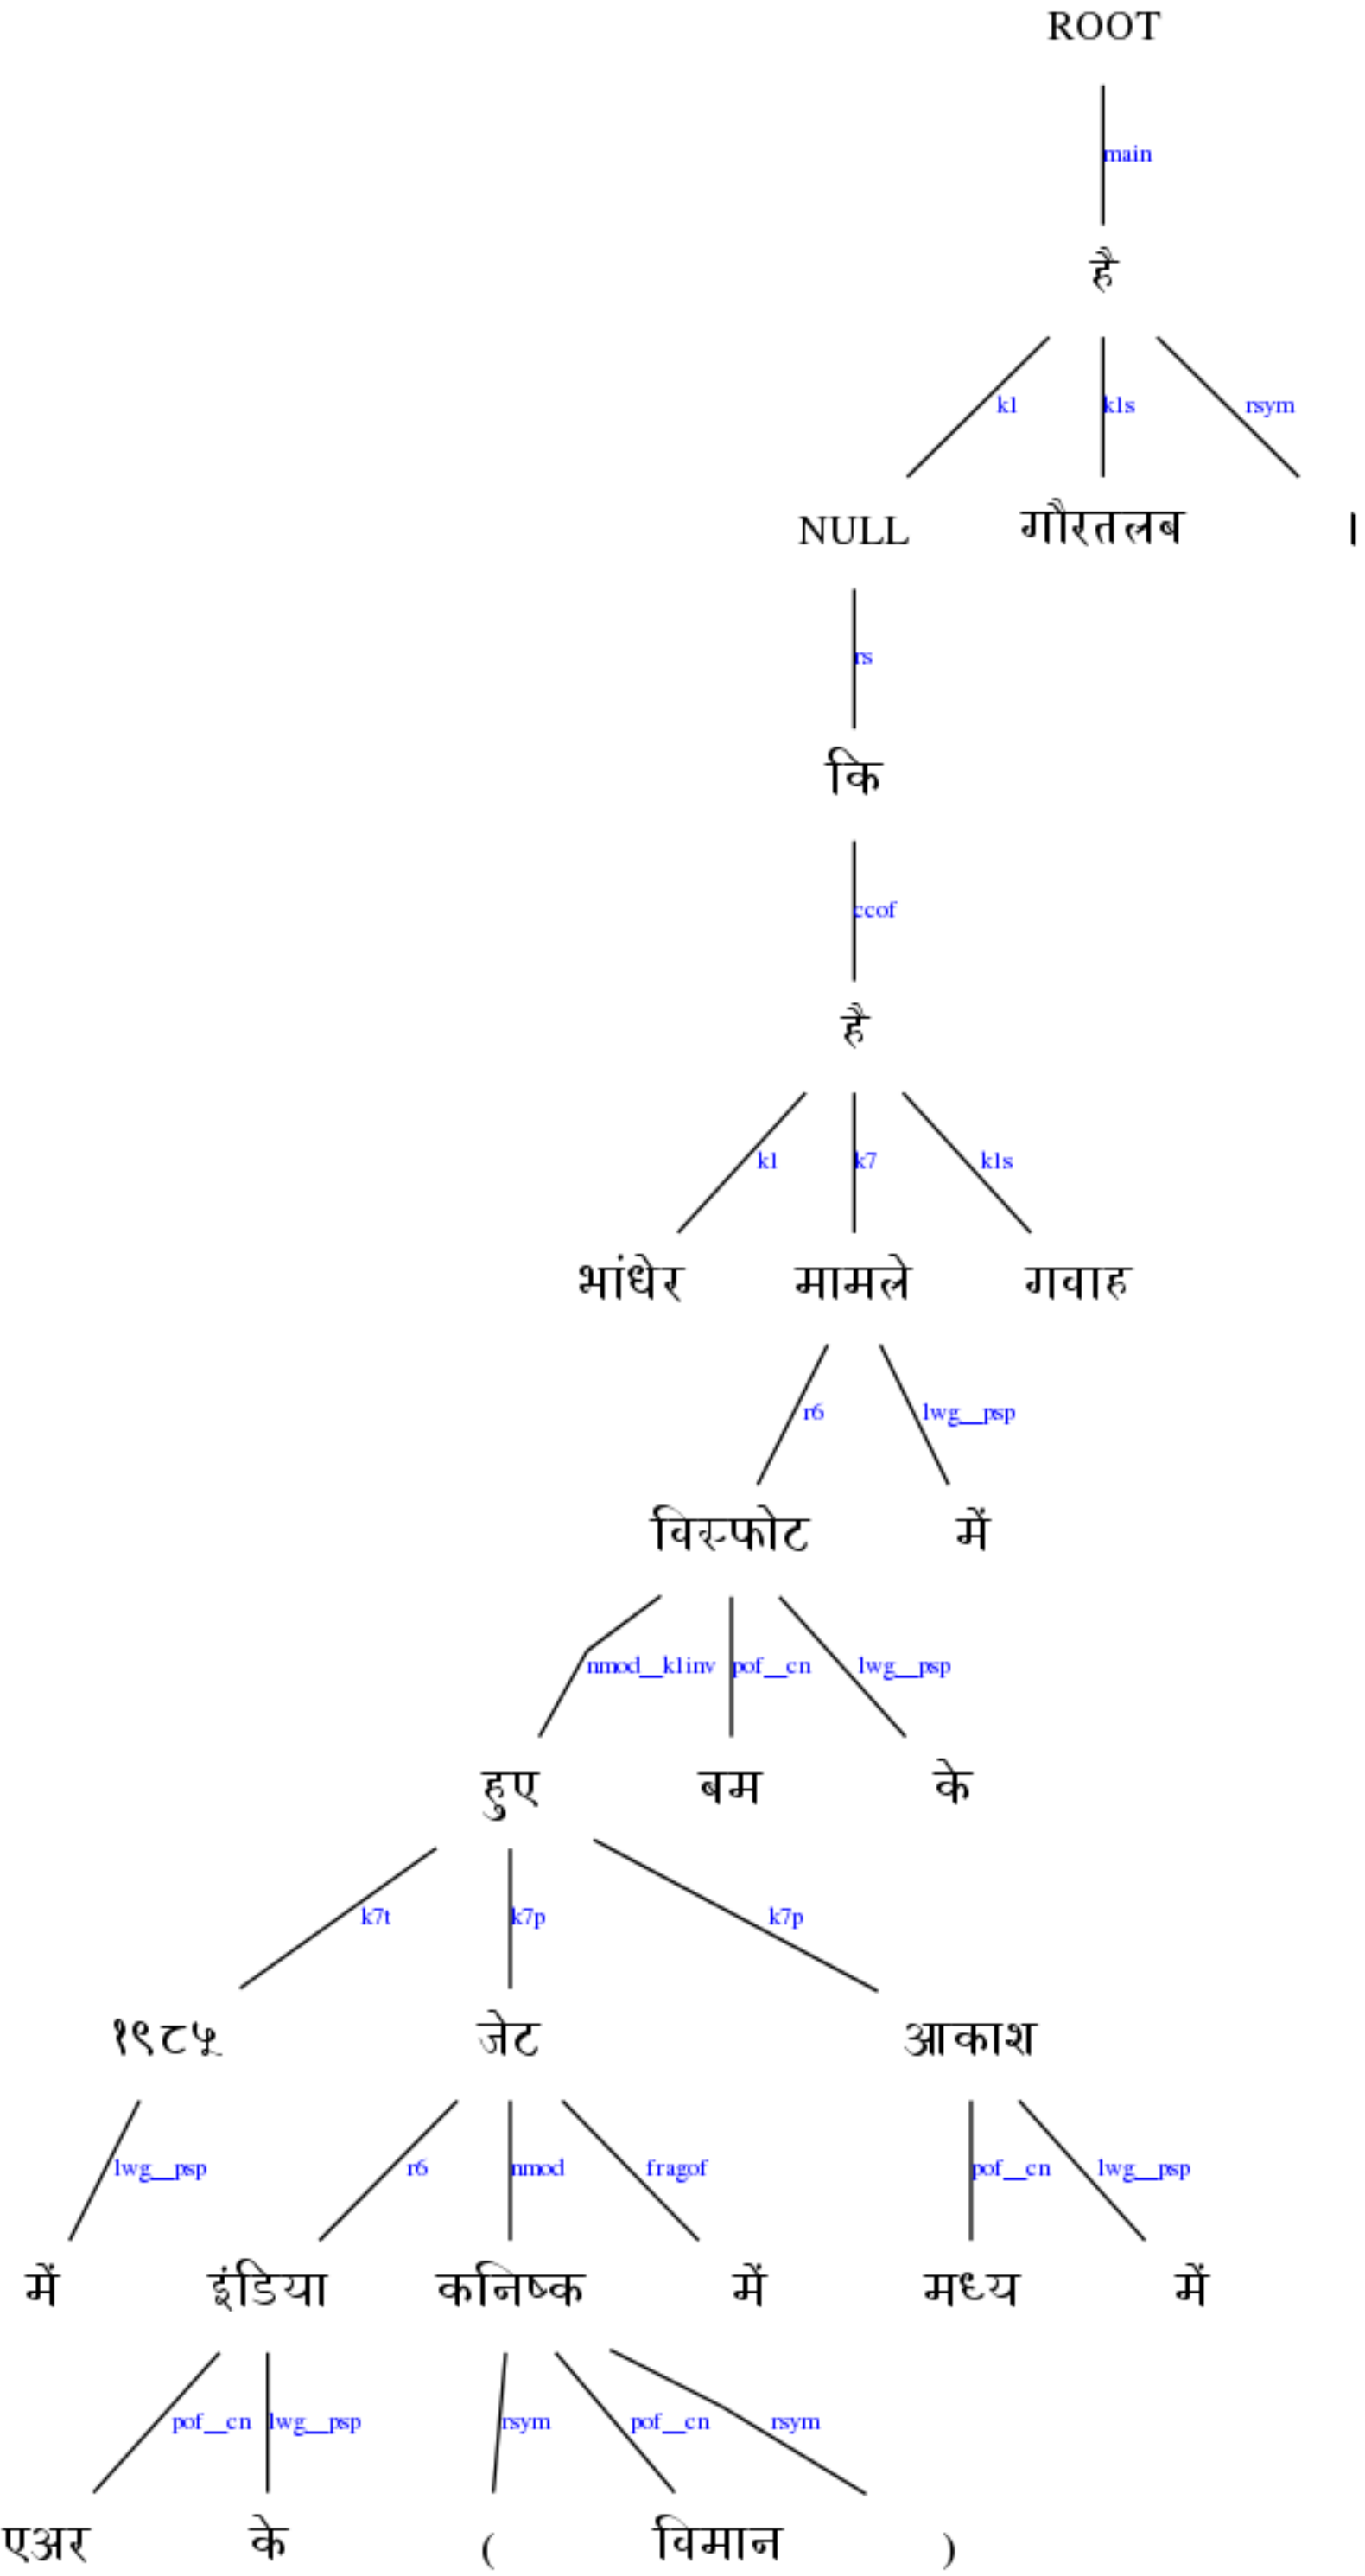 ROOT
main
है
k1 k1s rsym
NULL गौरतलब ।
rs
कि
ccof
है
k1 k7 k1s
भांधेर मामले गवाह
r6 lwg__psp
विस्फोट में
nmod__k1inv pof__cn lwg__psp
हुए बम के
k7t k7p k7p
१९८५ जेट आकाश
lwg__psp r6 nmod fragof pof__cn lwg__psp
में इंडिया कनिष्क में मध्य में
pof__cn lwg__psp rsym pof__cn rsym
एअर के ( विमान )